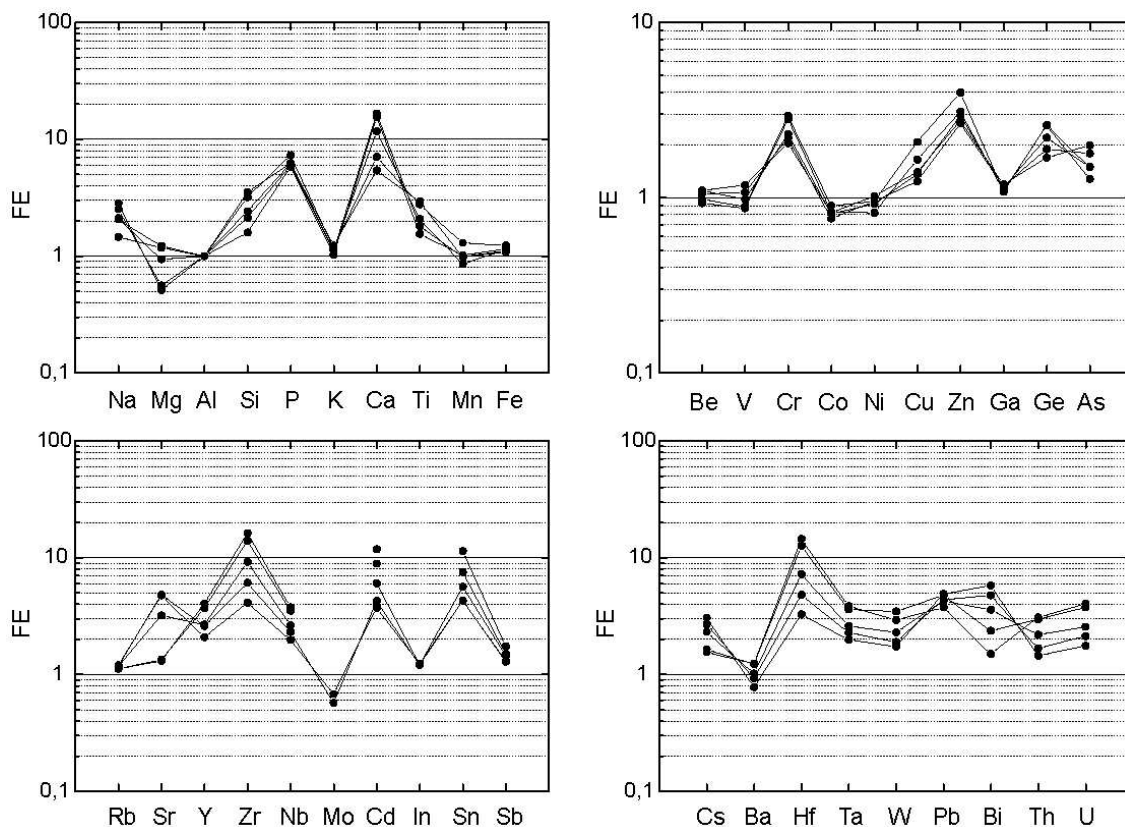 100
10
FE
1
0,1
Na Mg Al Si P K Ca Ti Mn Fe
10
FE
1
0,1
Be V Cr Co Ni Cu Zn Ga Ge As
100
10
FE
1
0,1
Rb Sr Y Zr Nb Mo Cd In Sn Sb
100
10
FE
1
0,1
Cs Ba Hf Ta W Pb Bi Th U